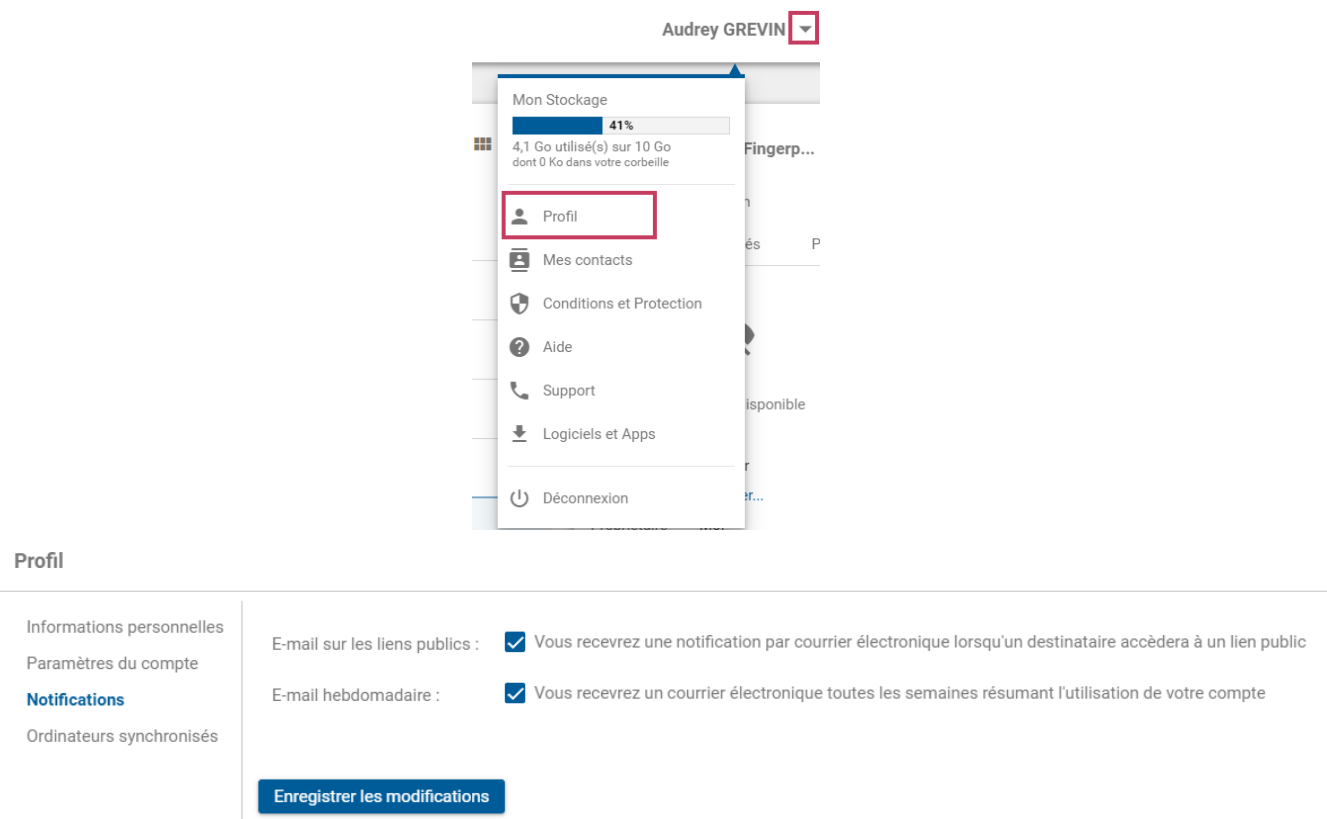 Audrey GREVIN
Mon Stockage
41%
4,1 Go utilisé(s) sur 10 Go
dont 0 Ko dans votre corbeille
Fingerp...
Profil
és
P
Mes contacts
Conditions et Protection
Aide
Support
isponible
Logiciels et Apps
r
er...
Déconnexion
Profil
Informations personnelles
Paramètres du compte
Notifications
Ordinateurs synchronisés
E-mail sur les liens publics :
Vous recevrez une notification par courrier électronique lorsqu'un destinataire accèdera à un lien public
E-mail hebdomadaire :
Vous recevrez un courrier électronique toutes les semaines résumant l'utilisation de votre compte
Enregistrer les modifications